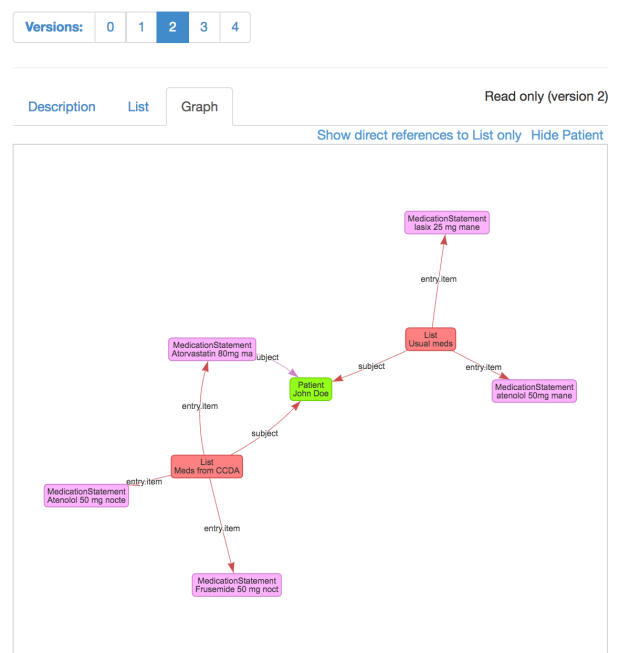 Versions: 0 1 2 3 4
Read only (version 2)
Description List Graph
Show direct references to List only Hide Patient
MedicationStatement
lasix 25 mg mane
entry.item
List
Usual meds
MedicationStatement
Atorvastatin 80mg ma
ubject
subject
entry.item
Patient
John Doe
MedicationStatement
atenolol 50mg mane
entry.item
subject
List
Meds from CCDA
entry.item
MedicationStatement
Atenolol 50 mg nocte
entry.item
MedicationStatement
Frusemide 50 mg noct